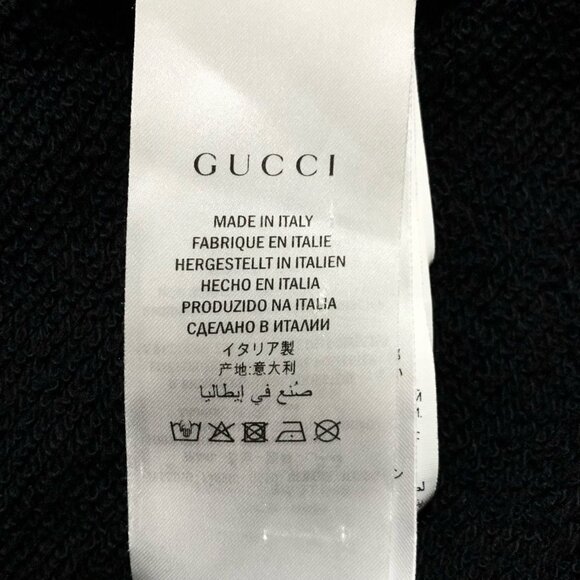 GUCCI
MADE IN ITALY
FABRIQUE EN ITALIE
HERGESTELLT IN ITALIEN
HECHO EN ITALIA
PRODUZIDO NA ITALIA
СДЕЛАНО В ИТАЛИИ
イタリア製
产地:意大利
صُنع في إيطاليا